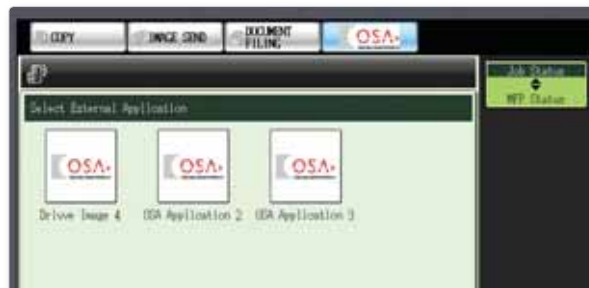 COPY
IMAGE SEND
DOCUMENT
FILING
OSA
Job Status
MFP Status
Select External Application
OSA
OSA
OSA
Drivve Image 4
OSA Application 2
OSA Application 3